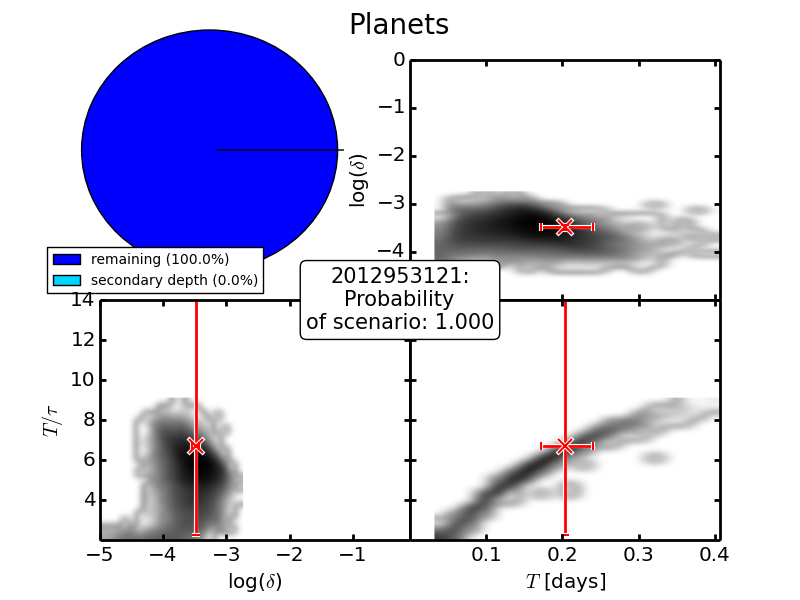 Planets
remaining (100.0%)
secondary depth (0.0%)
0
−1
−2
−3
−4
log(δ)
2012953121:
Probability
of scenario: 1.000
14
12
10
8
6
4
T/τ
−5 −4 −3 −2 −1
log(δ)
0.1 0.2 0.3 0.4
T [days]